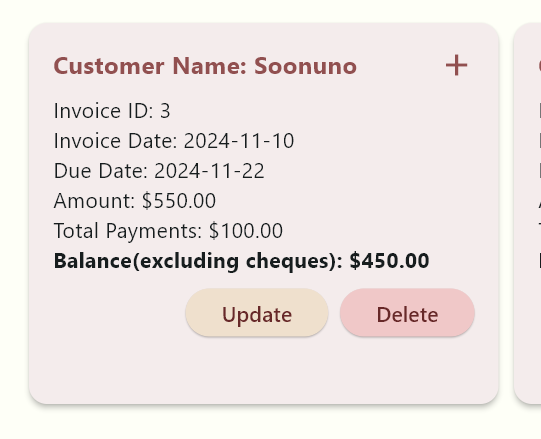 Customer Name: Soonuno
Invoice ID: 3
Invoice Date: 2024-11-10
Due Date: 2024-11-22
Amount: $550.00
Total Payments: $100.00
Balance(excluding cheques): $450.00
Update Delete